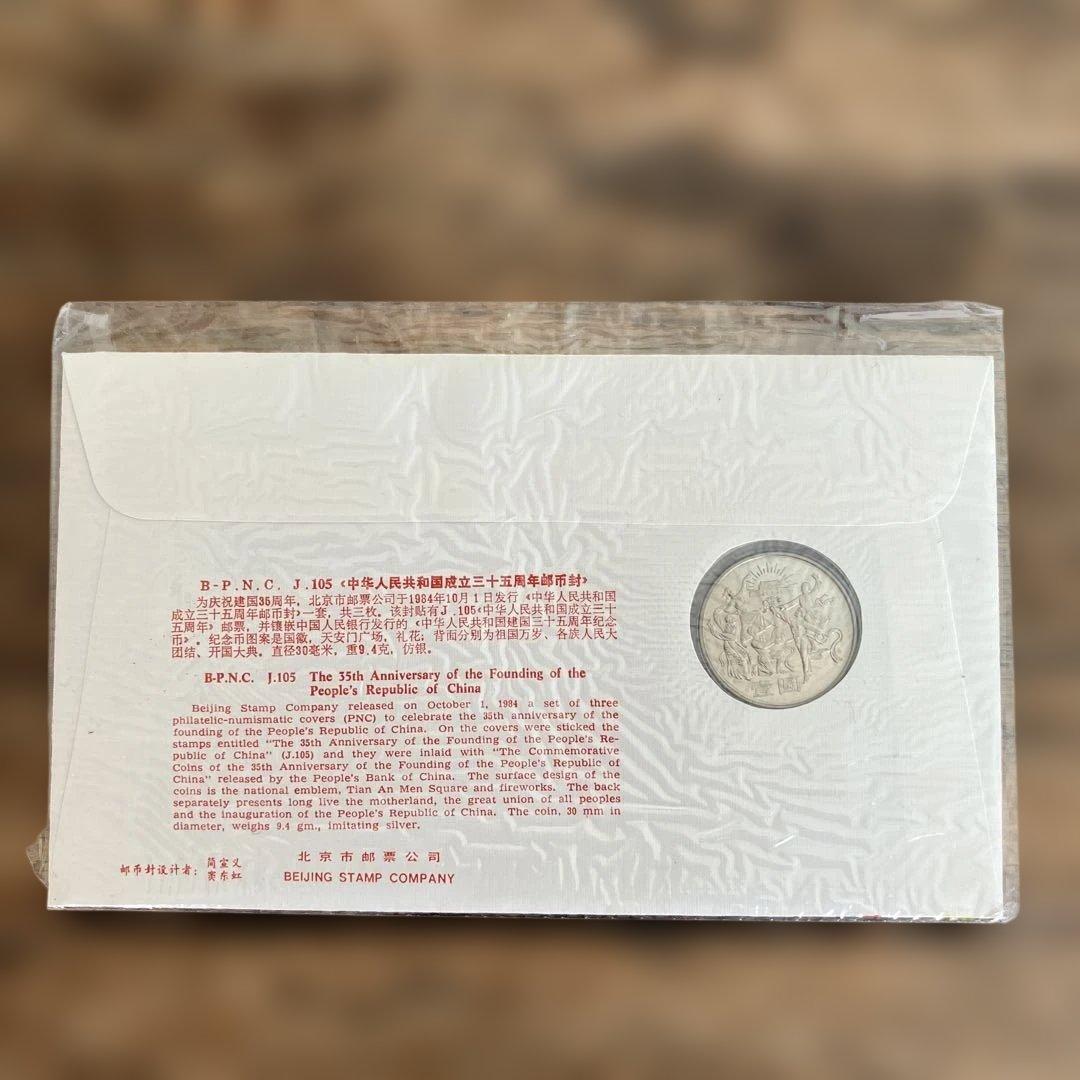 B-P.N.C. J.105《中华人民共和国成立三十五周年邮币封》
为庆祝建国35周年，北京市邮票公司于1984年10月1日发行《中华人民共和国
成立三十五周年邮币封》一套，共三枚。该封贴有J.105《中华人民共和国成立三十
五周年》邮票，并镶嵌中国人民银行发行的《中华人民共和国建国三十五周年纪念
币》。纪念币图案是国徽，天安门广场，礼花；背面分别为祖国万岁、各族人民大
团结、开国大典。直径30毫米，重9.4克，仿银。
B-P.N.C. J.105 The 35th Anniversary of the Founding of the
People's Republic of China
Beijing Stamp Company released on October 1, 1984 a set of three
philatelic-numismatic covers (PNC) to celebrate the 35th anniversary of the
founding of the People's Republic of China. On the covers were sticked the
stamps entitled "The 35th Anniversary of the Founding of the People's Re-
public of China" (J.105) and they were inlaid with "The Commemorative
Coins of the 35th Anniversary of the Founding of the People's Republic of
China" released by the People's Bank of China. The surface design of the
coins is the national emblem, Tian An Men Square and fireworks. The back
separately presents long live the motherland, the great union of all peoples
and the inauguration of the People's Republic of China. The coin, 30 mm in
diameter, weighs 9.4 gm., imitating silver.
邮币封设计者：简宜义
窦东虹
北京市邮票公司
BEIJING STAMP COMPANY
壹圆